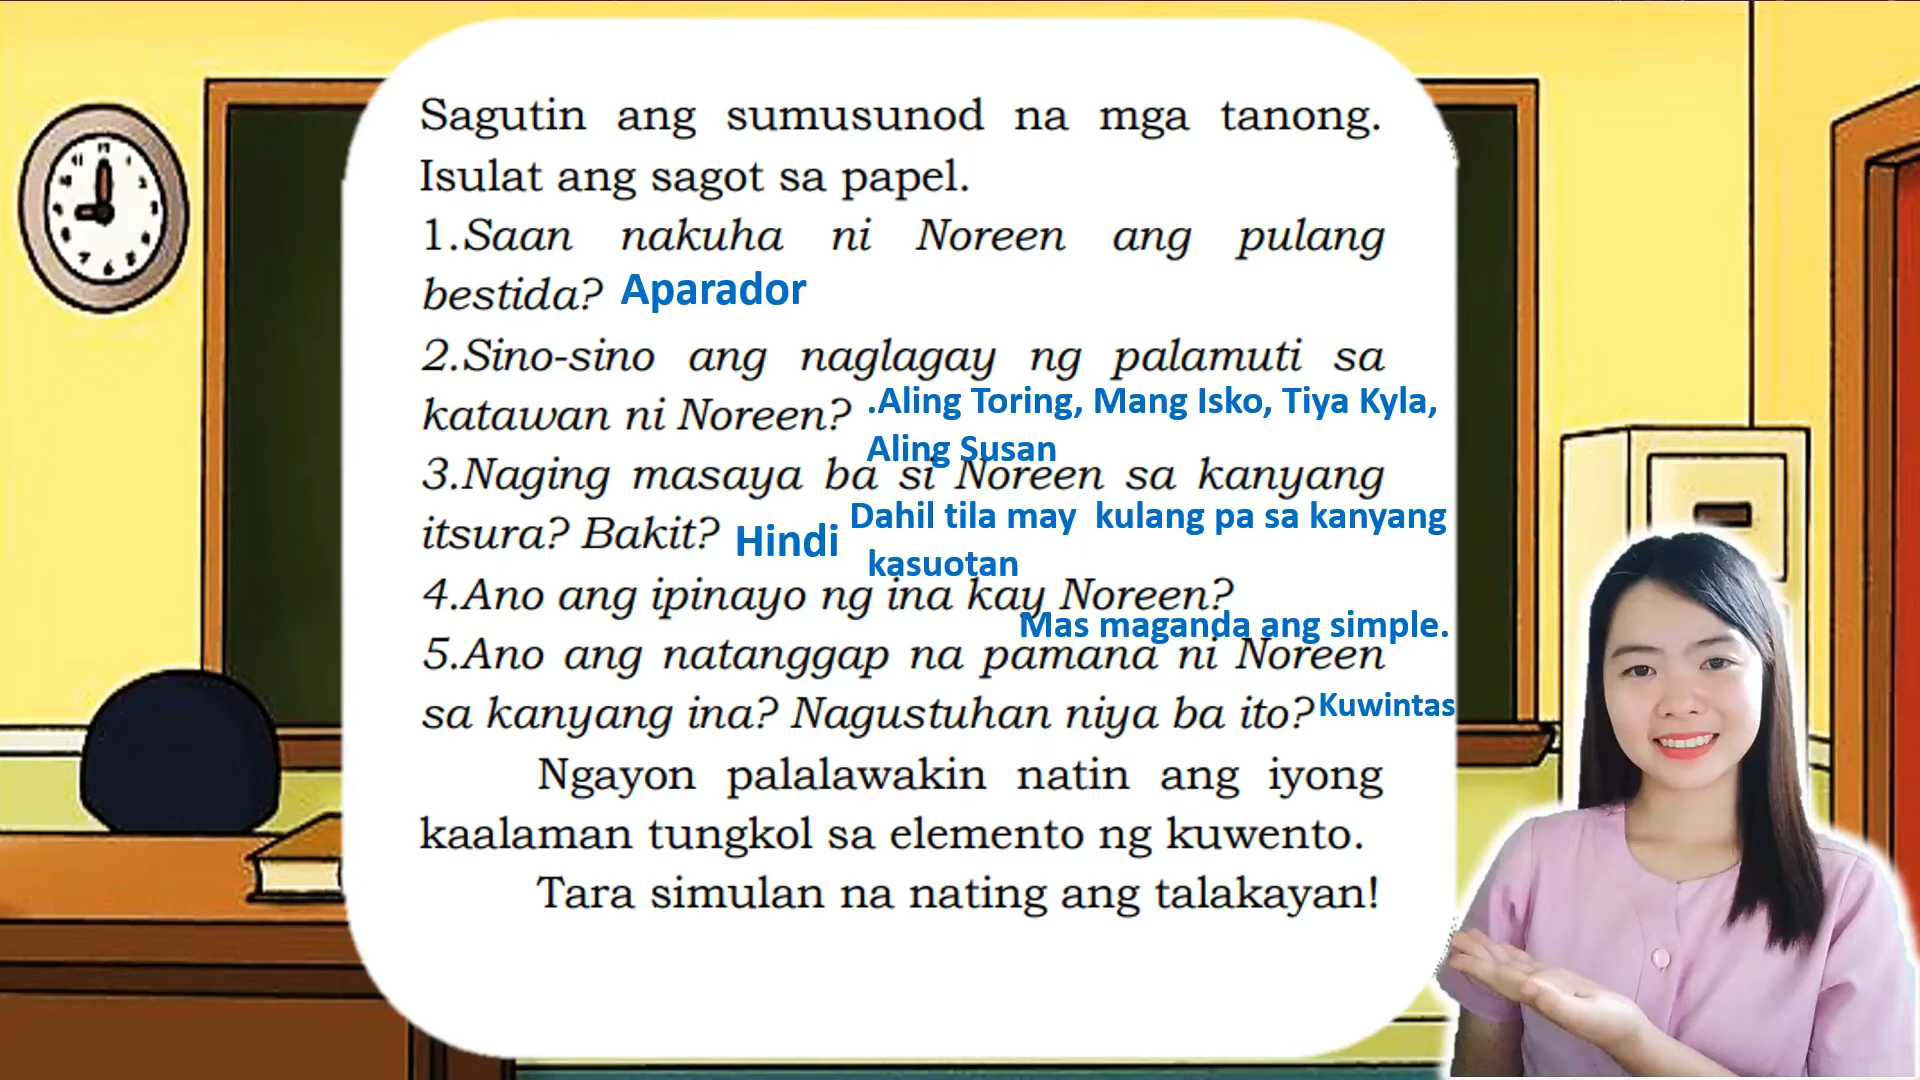 Sagutin ang sumusunod na mga tanong.
Isulat ang sagot sa papel.
1.Saan nakuha ni Noreen ang pulang
bestida? Aparador
2.Sino-sino ang naglagay ng palamuti sa
katawan ni Noreen? .Aling Toring, Mang Isko, Tiya Kyla,
Aling Susan
3.Naging masaya ba si Noreen sa kanyang
itsura? Bakit? Hindi Dahil tila may kulang pa sa kanyang
kasuotan
4.Ano ang ipinayo ng ina kay Noreen?
Mas maganda ang simple.
5.Ano ang natanggap na pamana ni Noreen
sa kanyang ina? Nagustuhan niya ba ito? Kuwintas
Ngayon palalawakin natin ang iyong
kaalaman tungkol sa elemento ng kuwento.
Tara simulan na nating ang talakayan!